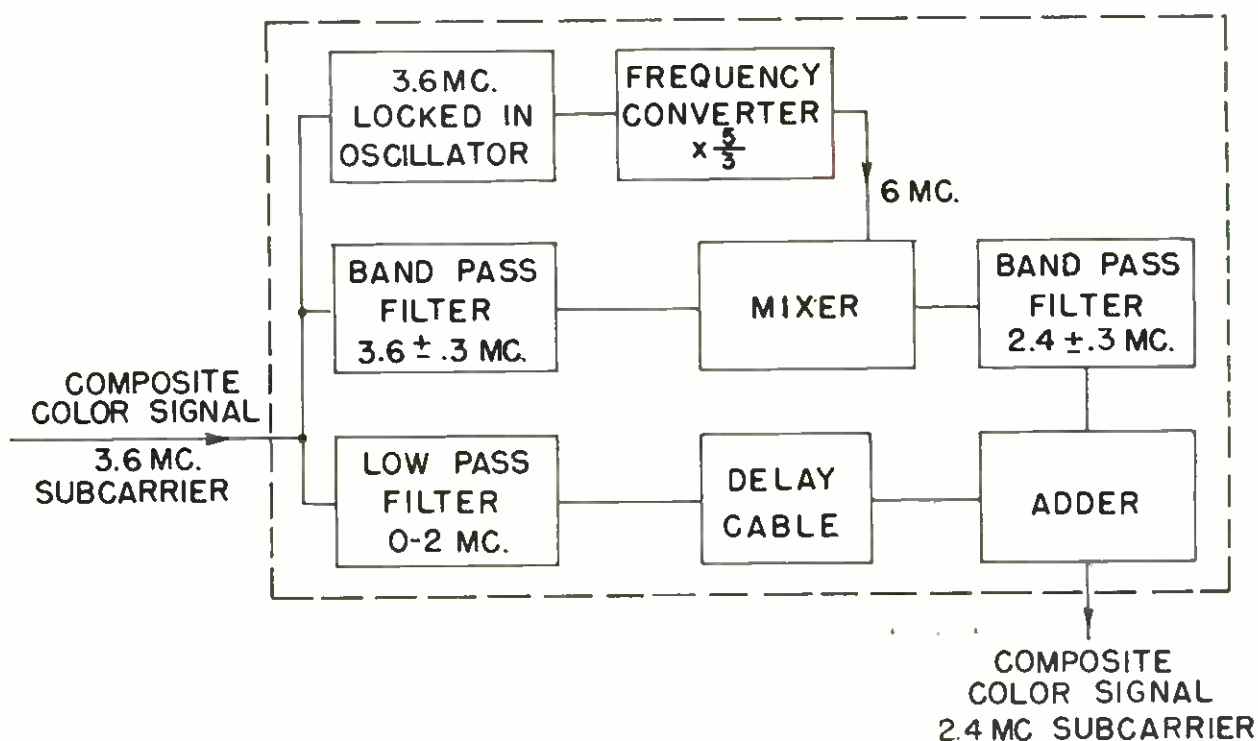 3.6 MC.
LOCKED IN
OSCILLATOR
FREQUENCY
CONVERTER
x 5/3
6 MC.
BAND PASS
FILTER
3.6 ± .3 MC.
MIXER
BAND PASS
FILTER
2.4 ± .3 MC.
COMPOSITE
COLOR SIGNAL
3.6 MC.
SUBCARRIER
LOW PASS
FILTER
0-2 MC.
DELAY
CABLE
ADDER
COMPOSITE
COLOR SIGNAL
2.4 MC SUBCARRIER